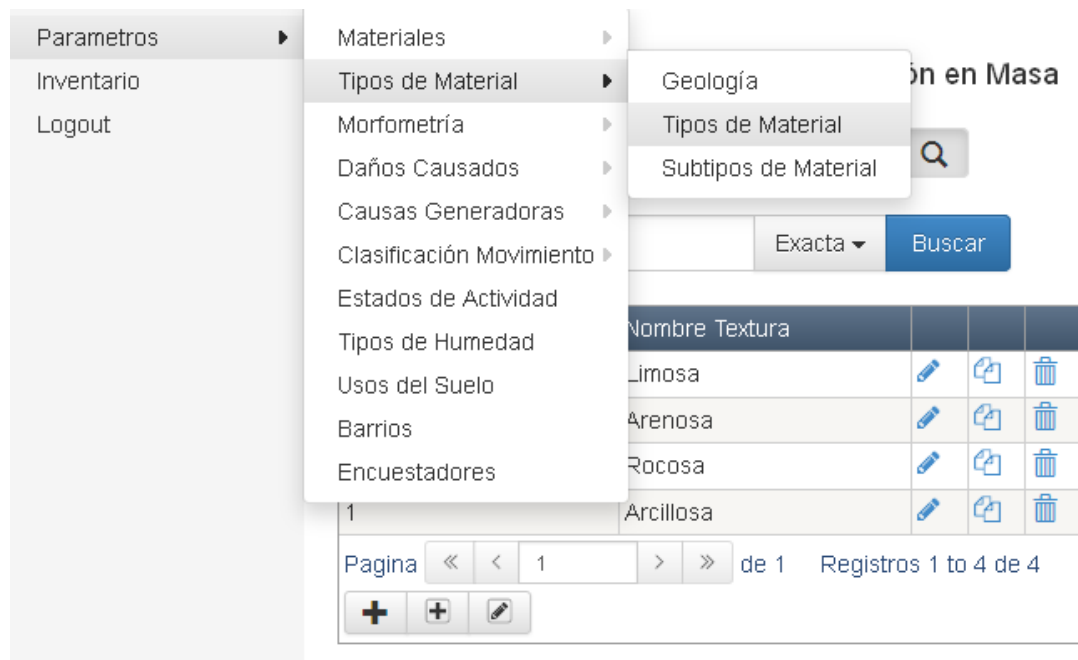 Parametros
Inventario
Logout
Materiales
Tipos de Material
Morfometría
Daños Causados
Causas Generadoras
Clasificación Movimiento
Estados de Actividad
Tipos de Humedad
Usos del Suelo
Barrios
Encuestadores
Geología
Tipos de Material
Subtipos de Material
ón en Masa
Exacta
Buscar
Nombre Textura
Limosa
Arenosa
Rocosa
1 Arcillosa
Pagina 1 de 1 Registros 1 to 4 de 4